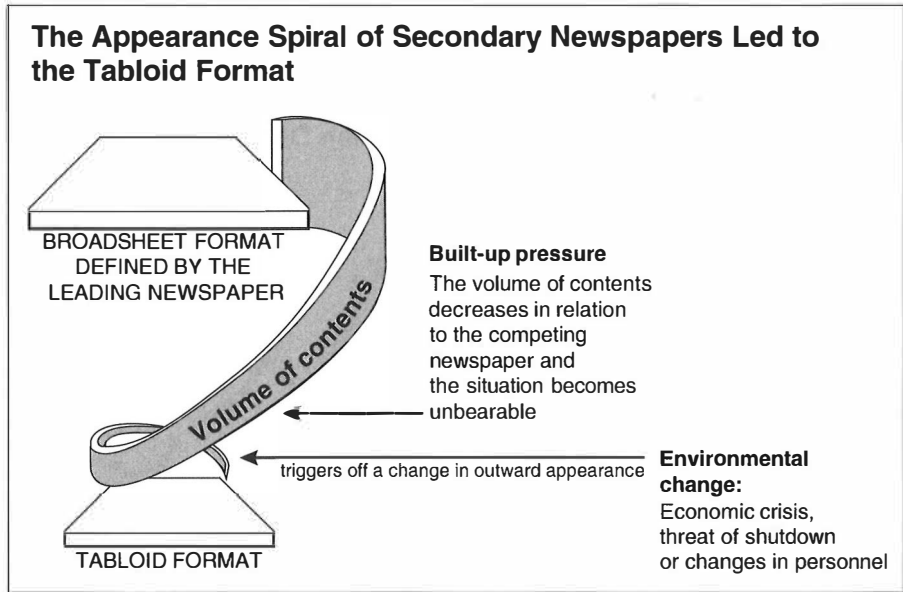 The Appearance Spiral of Secondary Newspapers Led to
the Tabloid Format
BROADSHEET FORMAT
DEFINED BY THE
LEADING NEWSPAPER
Built-up pressure
The volume of contents
decreases in relation
to the competing
newspaper and
the situation becomes
unbearable
Volume of contents
triggers off a change in outward appearance
Environmental
change:
Economic crisis,
threat of shutdown
or changes in personnel
TABLOID FORMAT